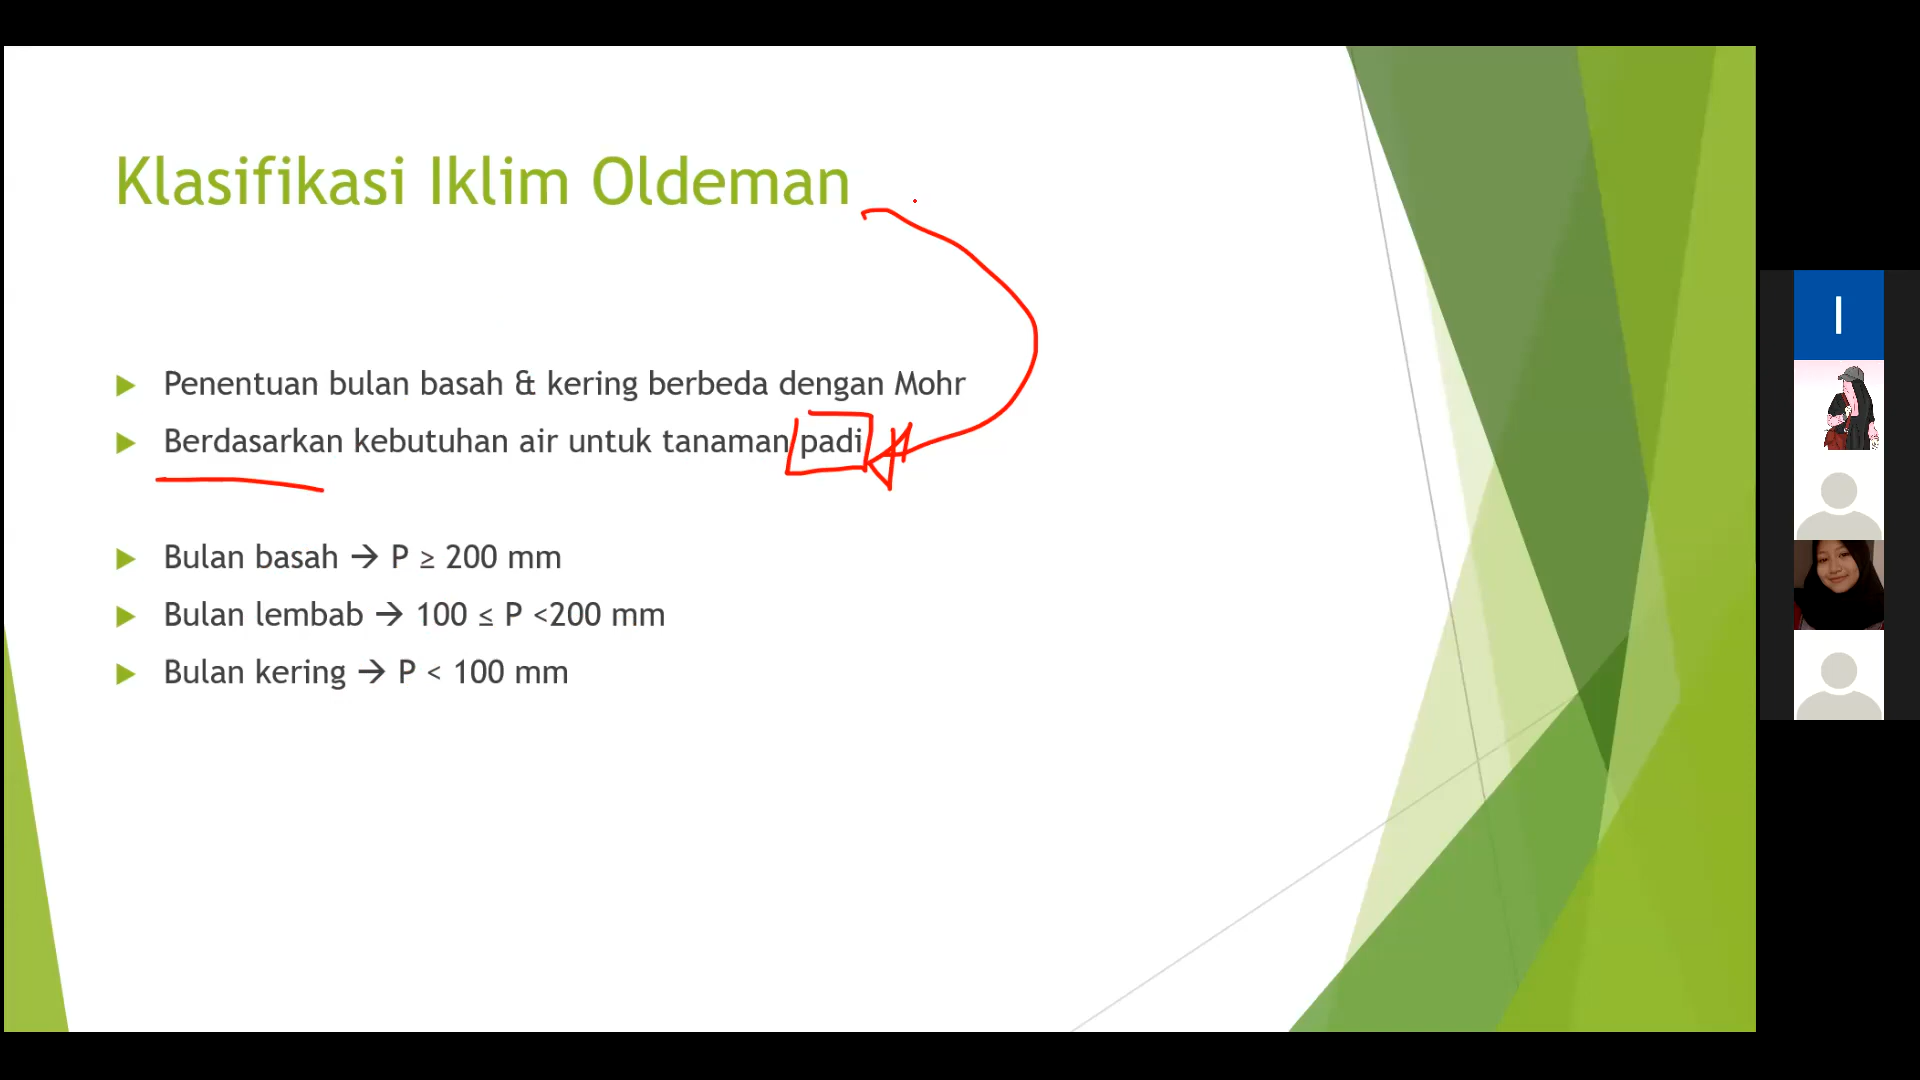 Klasifikasi Iklim Oldeman
Penentuan bulan basah & kering berbeda dengan Mohr
Berdasarkan kebutuhan air untuk tanaman padi
Bulan basah → P ≥ 200 mm
Bulan lembab → 100 ≤ P <200 mm
Bulan kering → P < 100 mm
I